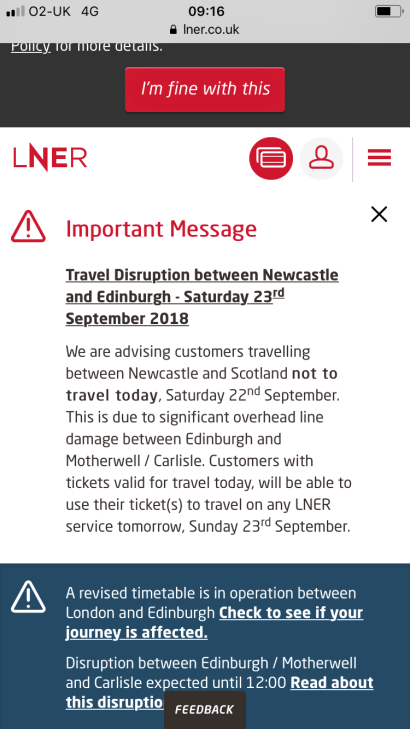 O2-UK 4G 09:16
lner.co.uk
Policy for more details.
I'm fine with this
LNER
Important Message
Travel Disruption between Newcastle
and Edinburgh - Saturday 23rd
September 2018
We are advising customers travelling
between Newcastle and Scotland not to
travel today, Saturday 22nd September.
This is due to significant overhead line
damage between Edinburgh and
Motherwell / Carlisle. Customers with
tickets valid for travel today, will be able to
use their ticket(s) to travel on any LNER
service tomorrow, Sunday 23rd September.
A revised timetable is in operation between
London and Edinburgh Check to see if your
journey is affected.
Disruption between Edinburgh / Motherwell
and Carlisle expected until 12:00 Read about
this disruptio
FEEDBACK